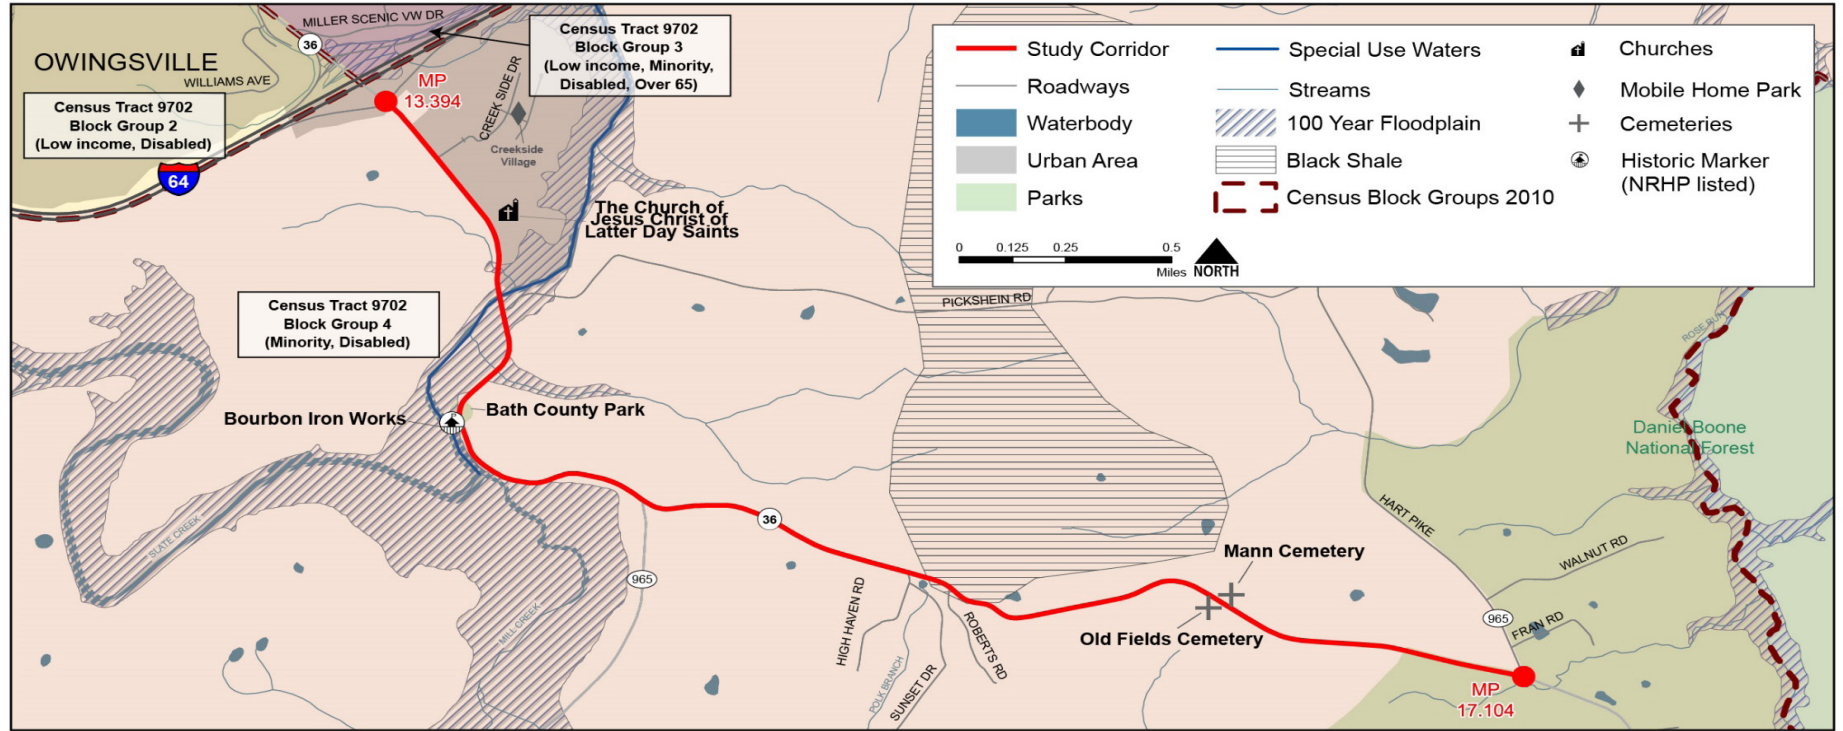 MILLER SCENIC VW DR
36
OWINGSVILLE
WILLIAMS AVE
Census Tract 9702
Block Group 2
(Low income, Disabled)
64
MP
13.394
Census Tract 9702
Block Group 3
(Low income, Minority,
Disabled, Over 65)
CREEK SIDE DR
Creekside
Village
The Church of
Jesus Christ of
Latter Day Saints
Census Tract 9702
Block Group 4
(Minority, Disabled)
Bourbon Iron Works
Bath County Park
SLATE CREEK
MILL CREEK
965
36
PICKSHEIN RD
HIGH HAVEN RD
POLK BRANCH
SUNSET DR
ROBERTS RD
Mann Cemetery
Old Fields Cemetery
HART PIKE
WALNUT RD
965
FRAN RD
MP
17.104
ROSE RUN
Daniel Boone
National Forest
Study Corridor
Roadways
Waterbody
Urban Area
Parks
Special Use Waters
Streams
100 Year Floodplain
Black Shale
Census Block Groups 2010
Churches
Mobile Home Park
Cemeteries
Historic Marker
(NRHP listed)
0 0.125 0.25 0.5
Miles
NORTH